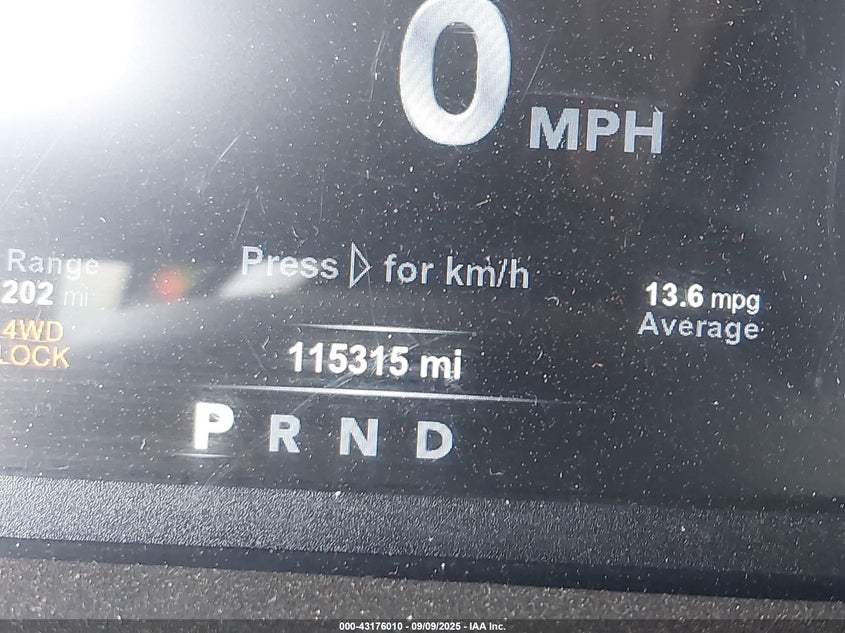 0 MPH
Range
202 mi
Press ▷ for km/h
13.6 mpg
Average
4WD
LOCK
115315 mi
P R N D
000-43176010 - 09/09/2025 - IAA Inc.